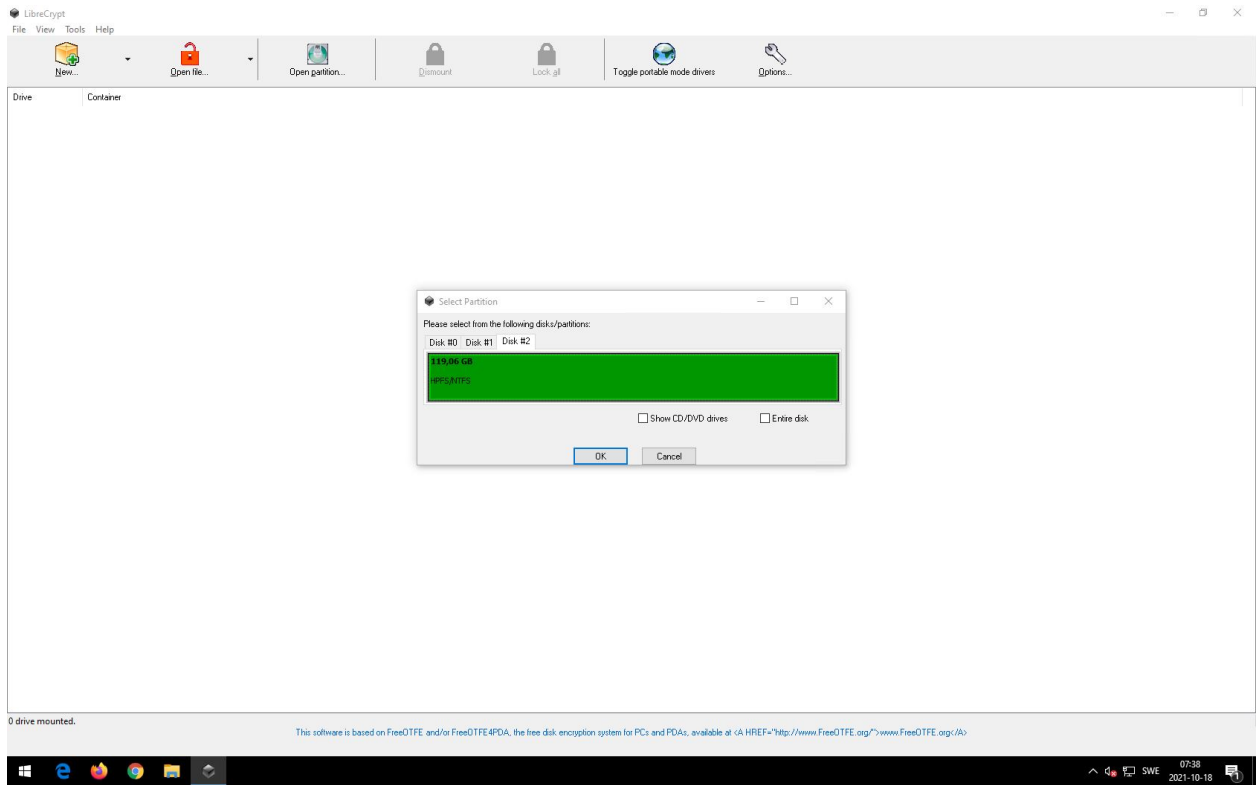 LibreCrypt
File View Tools Help
New...
Open file...
Open partition...
Dismount
Lock all
Toggle portable mode drivers
Options...
Drive Container
Select Partition
Please select from the following disks/partitions:
Disk #0 Disk #1 Disk #2
119,06 GB
HPFS/NTFS
Show CD/DVD drives
Entire disk
OK
Cancel
0 drive mounted.
This software is based on FreeOTFE and/or FreeOTFE4PDA, the free disk encryption system for PCs and PDAs, available at <A HREF="http://www.FreeOTFE.org/">www.FreeOTFE.org</A>
SWE
07:38
2021-10-18
1